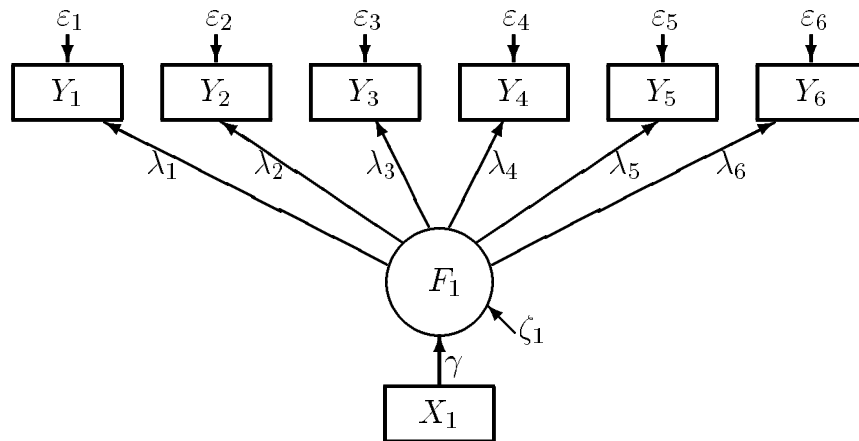 ε₁ ε₂ ε₃ ε₄ ε₅ ε₆
Y₁ Y₂ Y₃ Y₄ Y₅ Y₆
λ₁ λ₂ λ₃ λ₄ λ₅ λ₆
F₁
ζ₁
γ
X₁